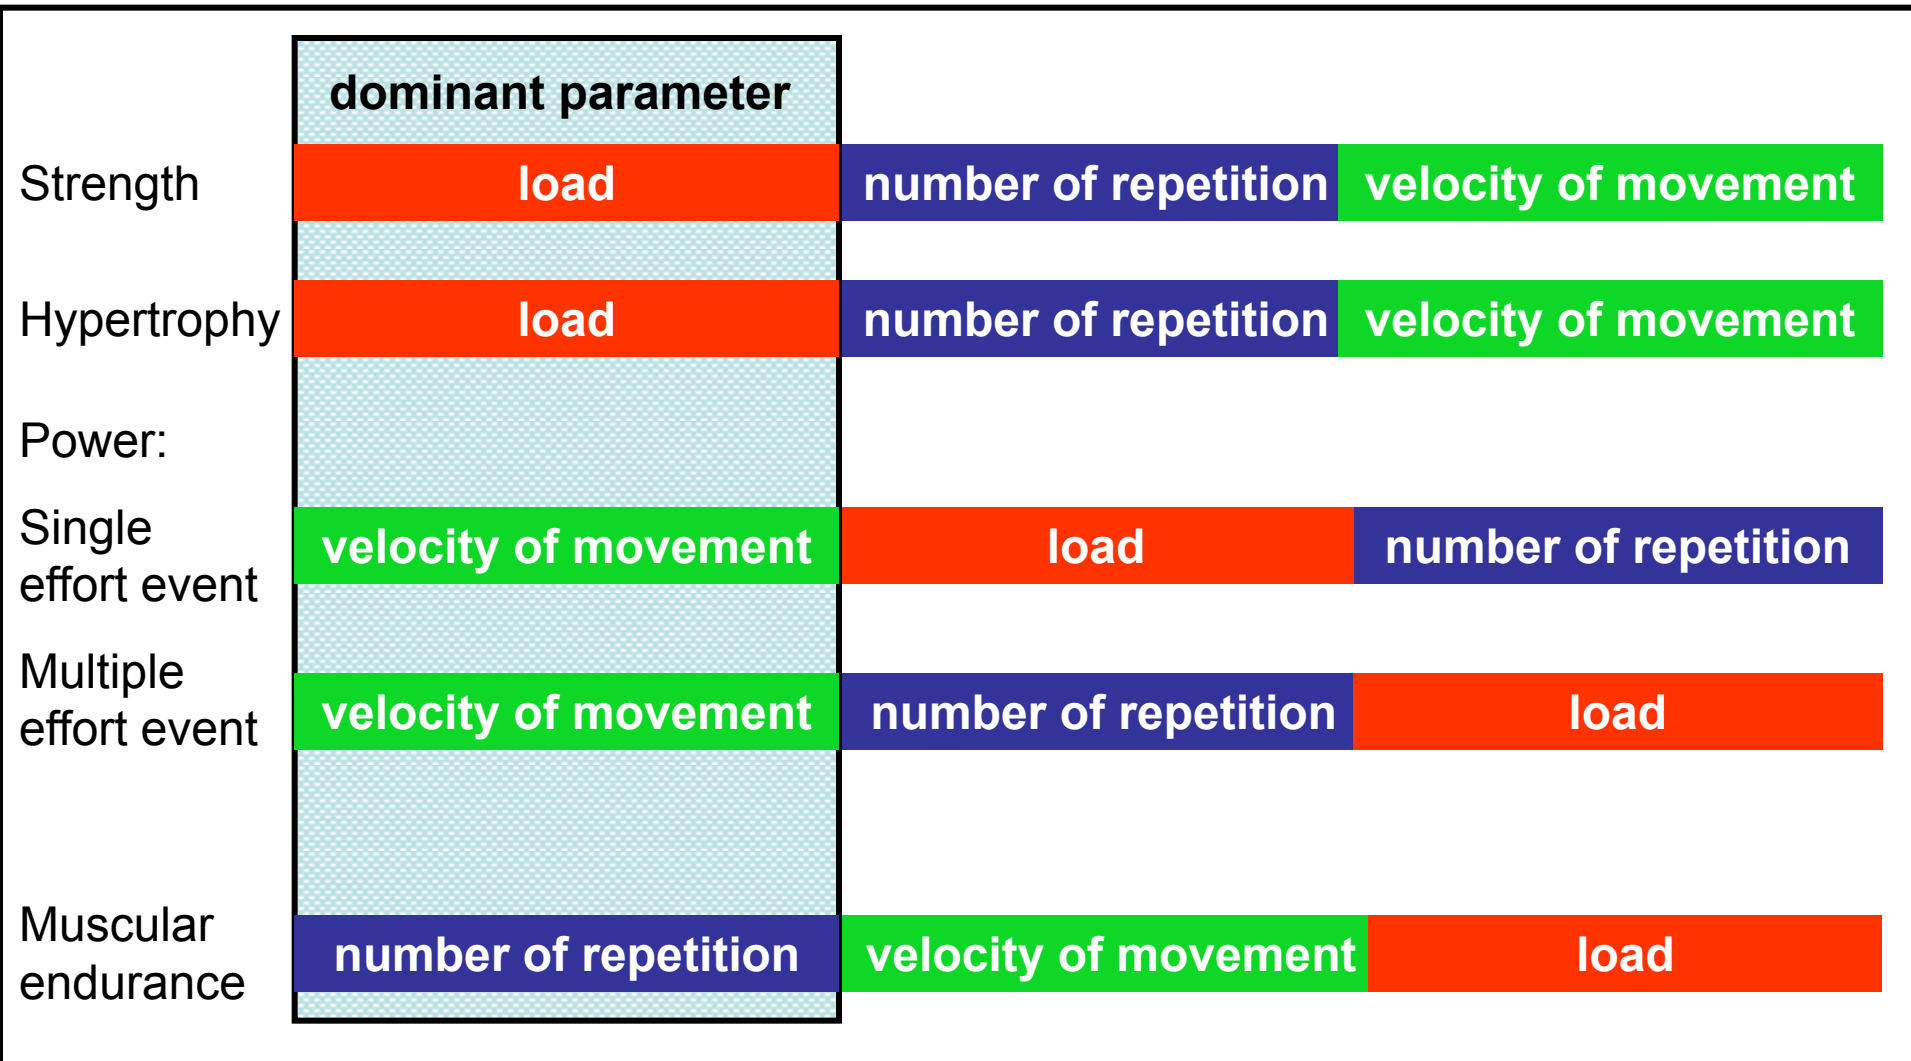 dominant parameter
Strength load number of repetition velocity of movement
Hypertrophy load number of repetition velocity of movement
Power:
Single
effort event
velocity of movement load number of repetition
Multiple
effort event
velocity of movement number of repetition load
Muscular
endurance
number of repetition velocity of movement load